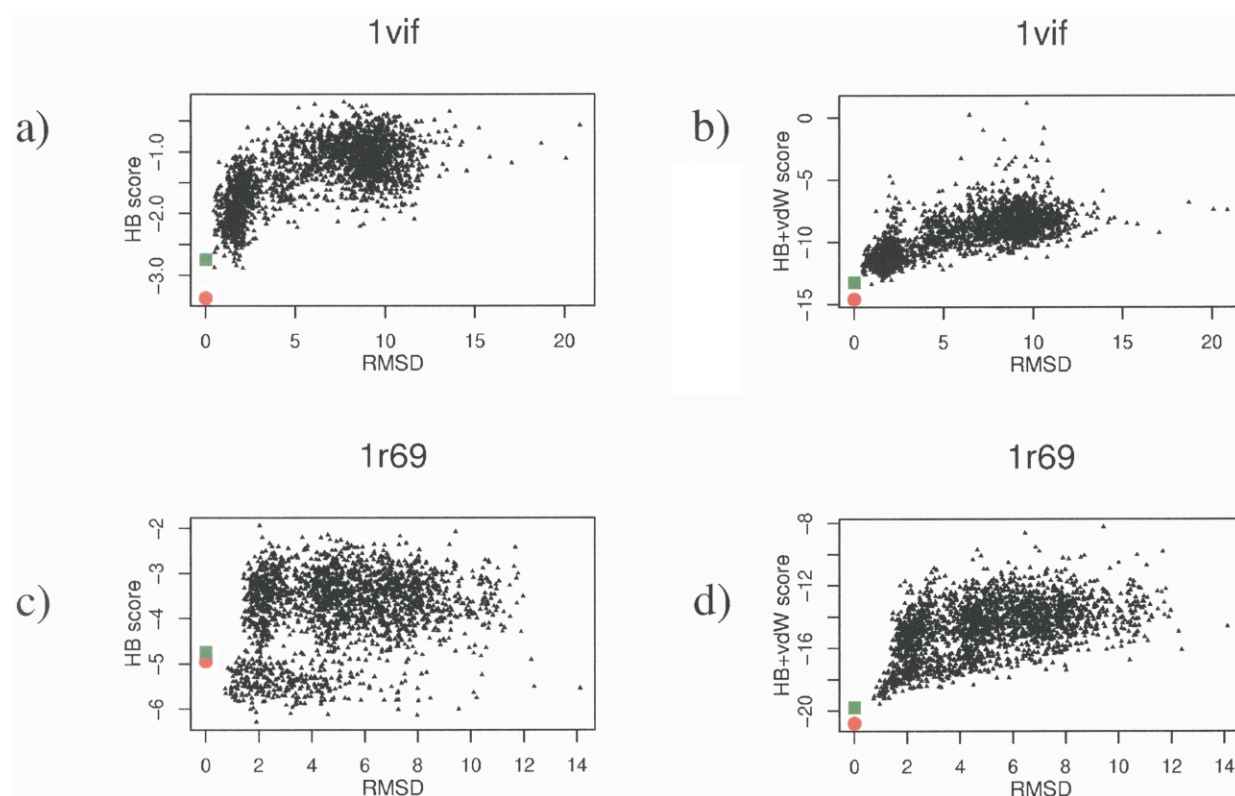 1vif
a)
HB score
-1.0
-2.0
-3.0
0 5 10 15 20
RMSD
1vif
b)
HB+vdW score
0
-5
-10
-15
0 5 10 15 20
RMSD
1r69
c)
HB score
-2
-3
-4
-5
-6
0 2 4 6 8 10 12 14
RMSD
1r69
d)
HB+vdW score
-8
-12
-16
-20
0 2 4 6 8 10 12 14
RMSD